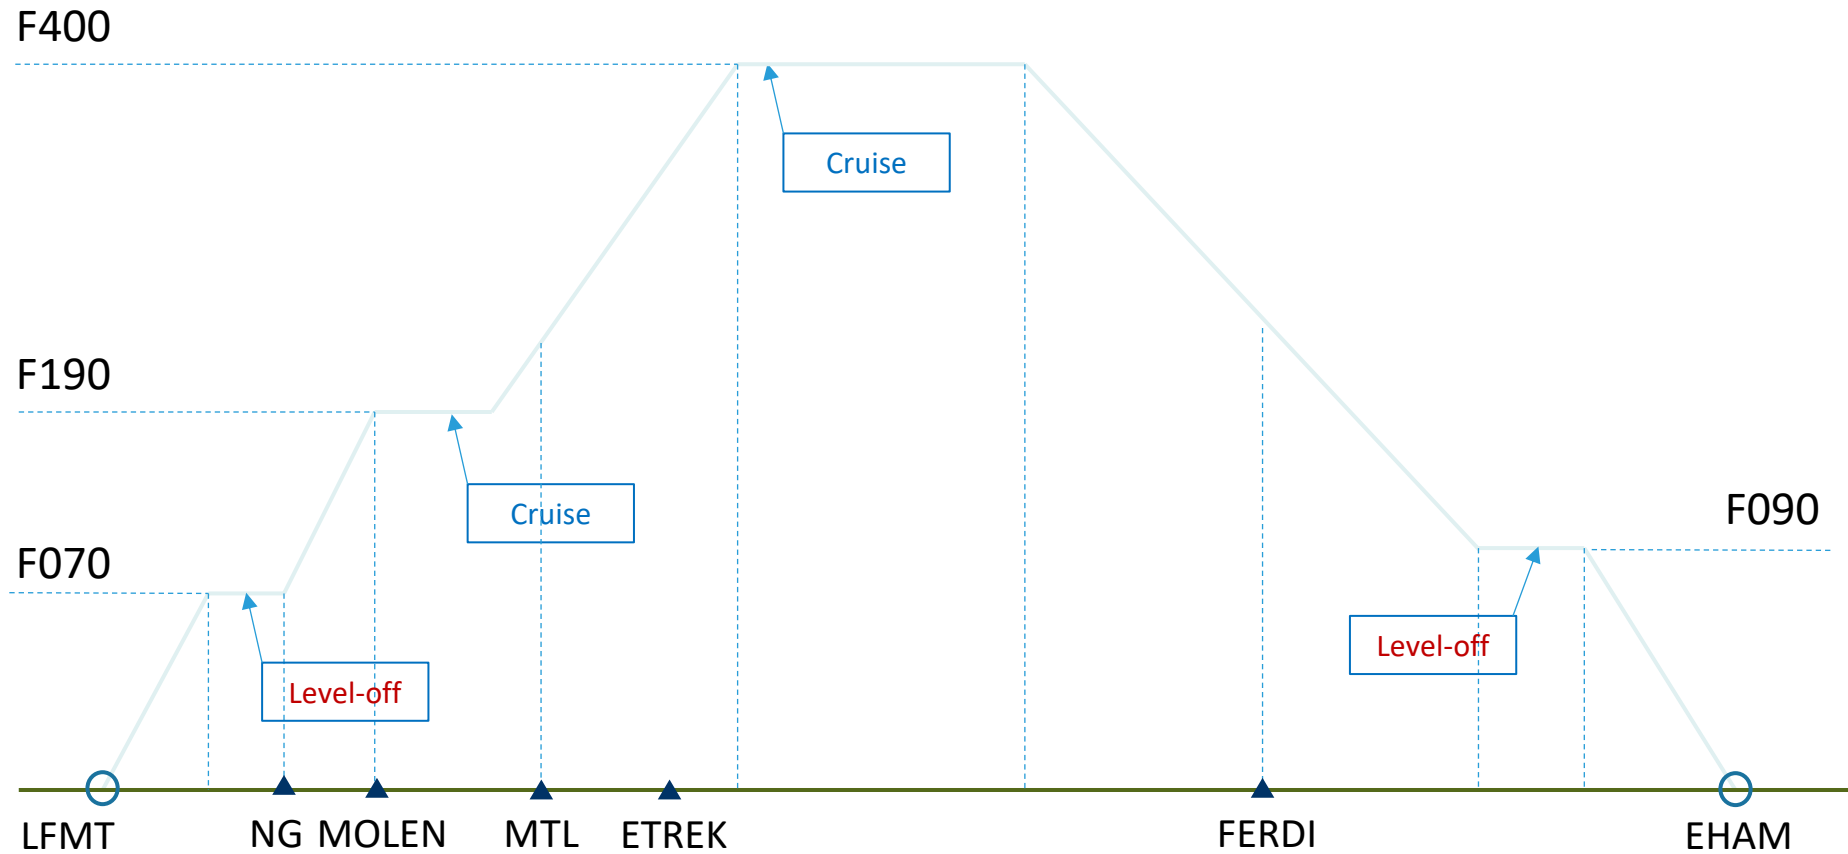 F400
Cruise
F190
Cruise
F090
F070
Level-off
Level-off
LFMT
NG
MOLEN
MTL
ETREK
FERDI
EHAM